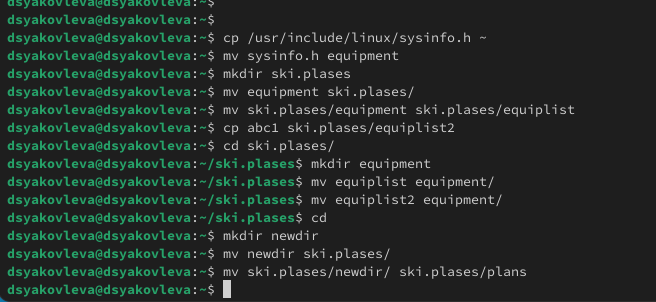 dsyakovleva@dsyakovleva:~$
dsyakovleva@dsyakovleva:~$
dsyakovleva@dsyakovleva:~$ cp /usr/include/linux/sysinfo.h ~
dsyakovleva@dsyakovleva:~$ mv sysinfo.h equipment
dsyakovleva@dsyakovleva:~$ mkdir ski.plases
dsyakovleva@dsyakovleva:~$ mv equipment ski.plases/
dsyakovleva@dsyakovleva:~$ mv ski.plases/equipment ski.plases/equiplist
dsyakovleva@dsyakovleva:~$ cp abc1 ski.plases/equiplist2
dsyakovleva@dsyakovleva:~$ cd ski.plases/
dsyakovleva@dsyakovleva:~/ski.plases$ mkdir equipment
dsyakovleva@dsyakovleva:~/ski.plases$ mv equiplist equipment/
dsyakovleva@dsyakovleva:~/ski.plases$ mv equiplist2 equipment/
dsyakovleva@dsyakovleva:~/ski.plases$ cd
dsyakovleva@dsyakovleva:~$ mkdir newdir
dsyakovleva@dsyakovleva:~$ mv newdir ski.plases/
dsyakovleva@dsyakovleva:~$ mv ski.plases/newdir/ ski.plases/plans
dsyakovleva@dsyakovleva:~$